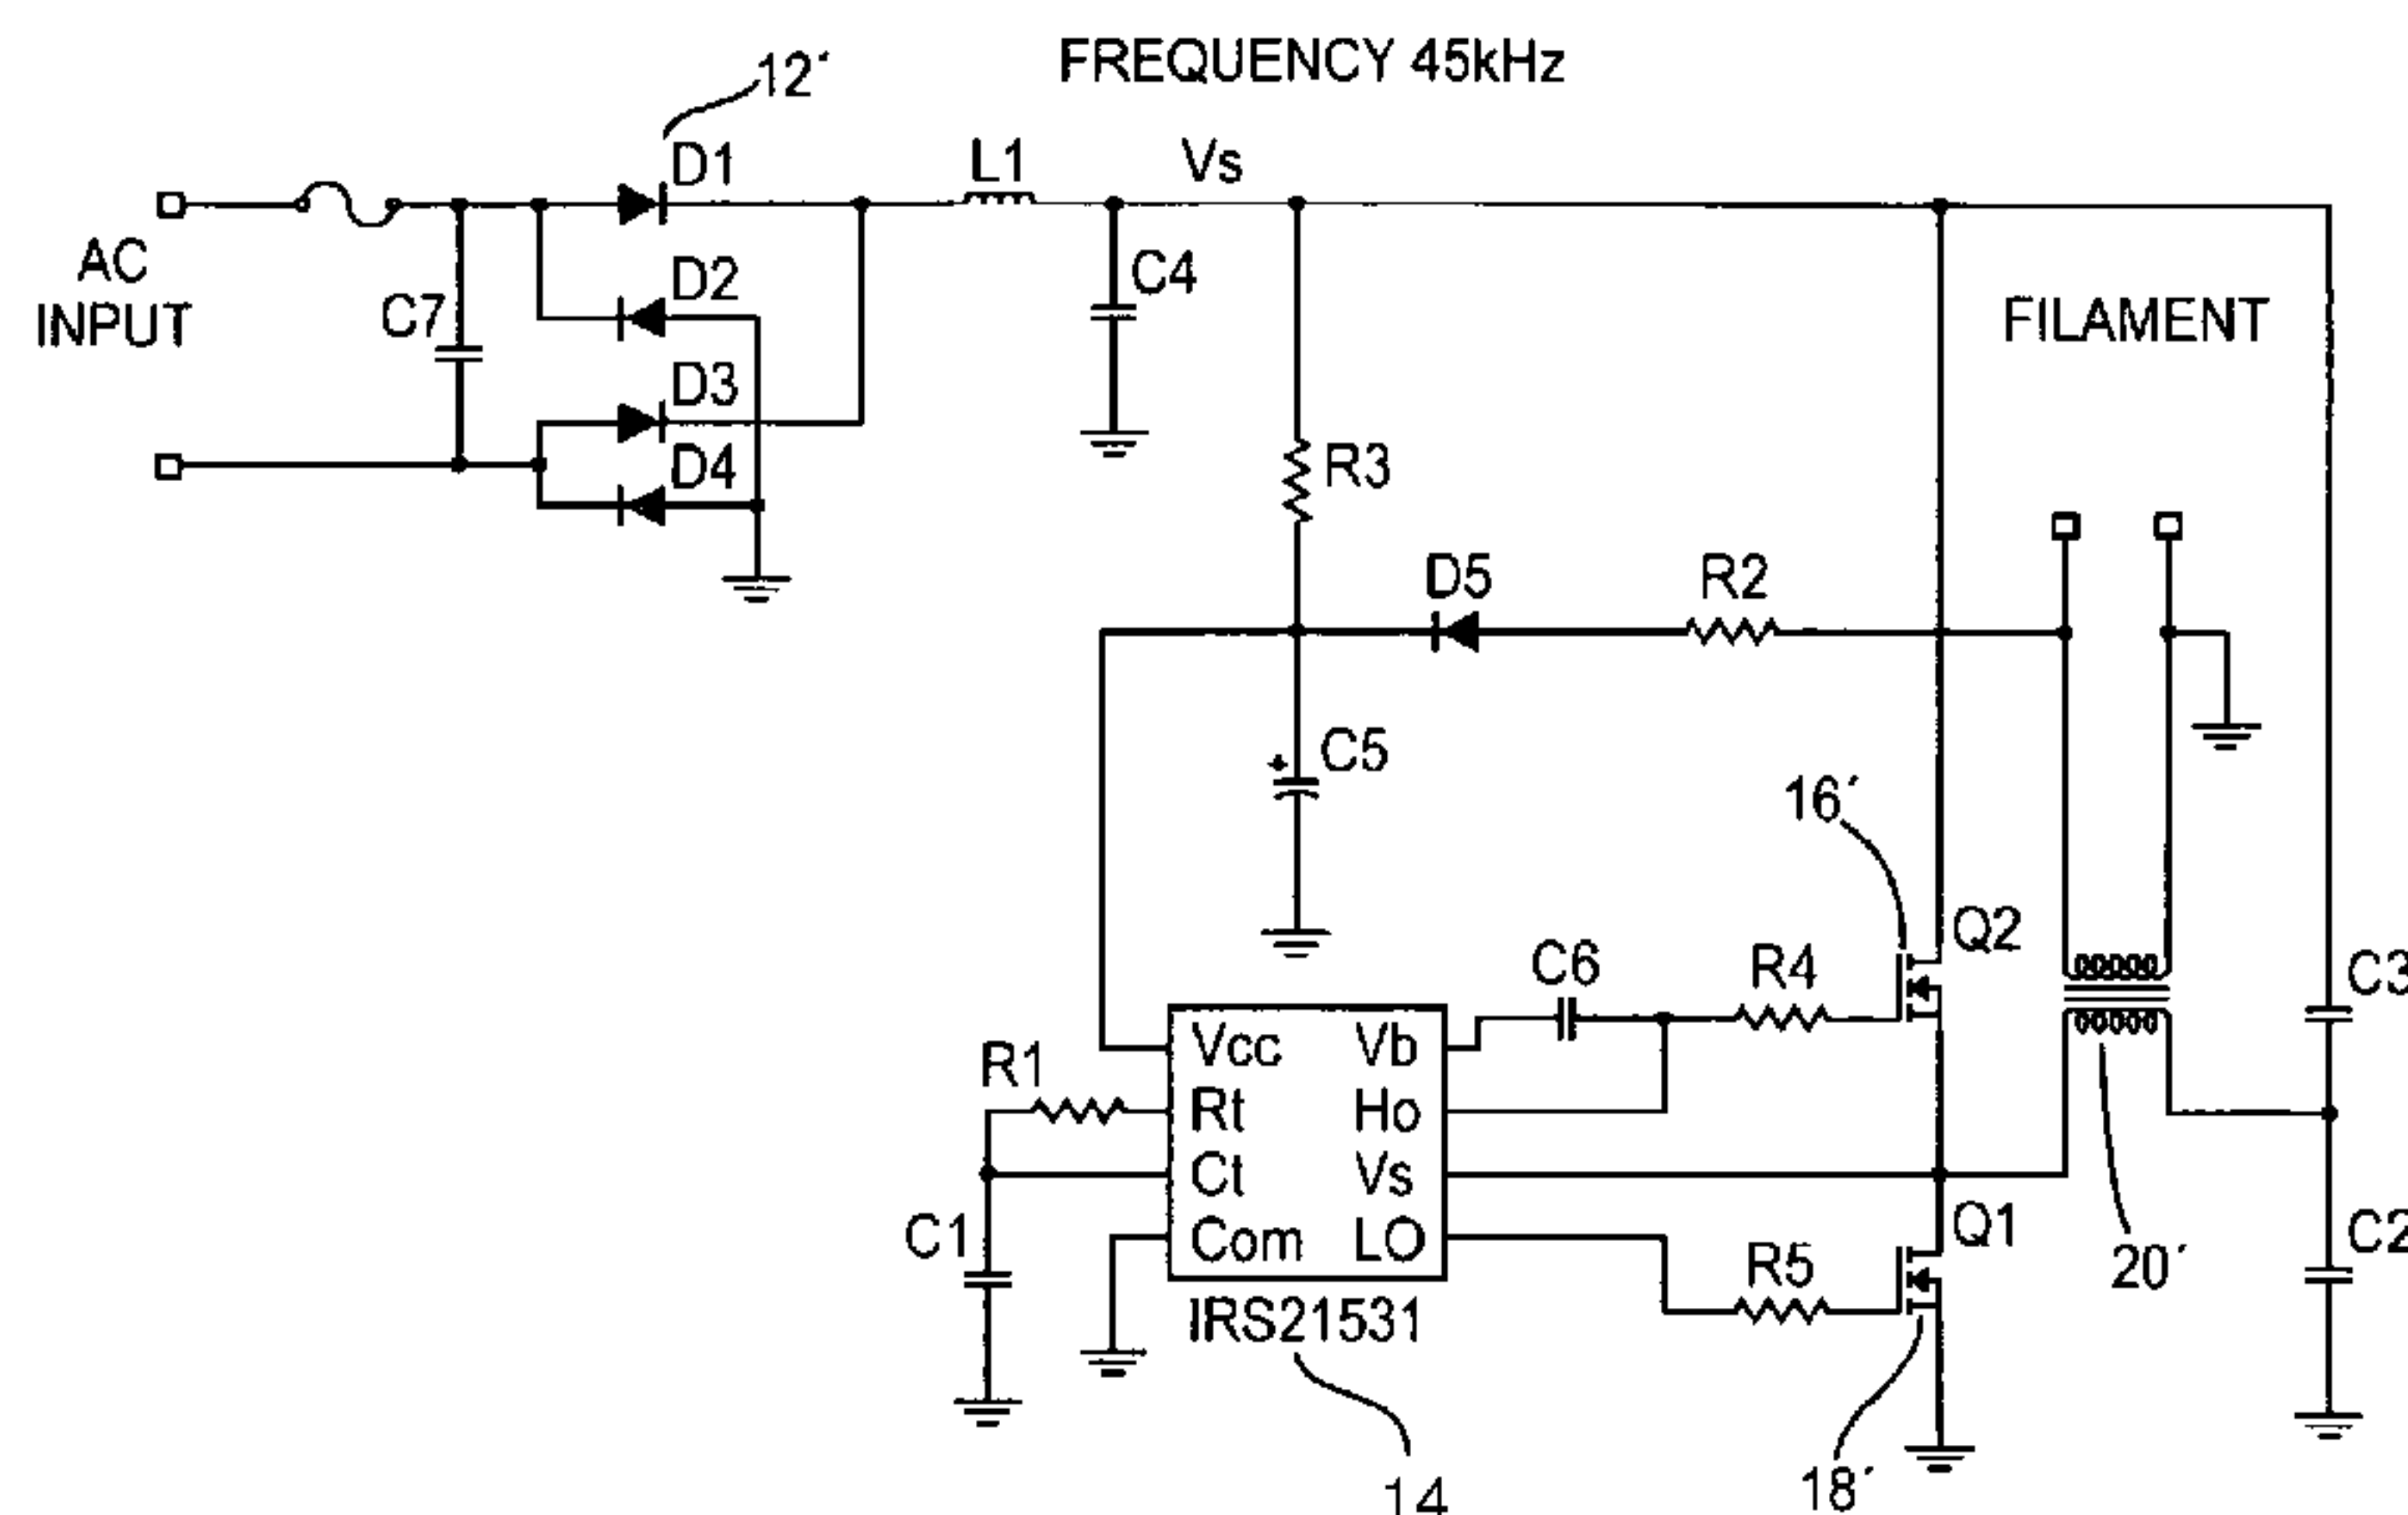 FREQUENCY 45kHz
12´
D1
L1
Vs
AC
INPUT
C7
D2
D3
D4
C4
FILAMENT
R3
D5
R2
C5
+
16´
Q2
C6
R4
C3
R1
Vcc
Vb
Rt
Ho
Ct
Vs
Com
LO
C1
Q1
R5
C2
20´
IRS21531
14
18´